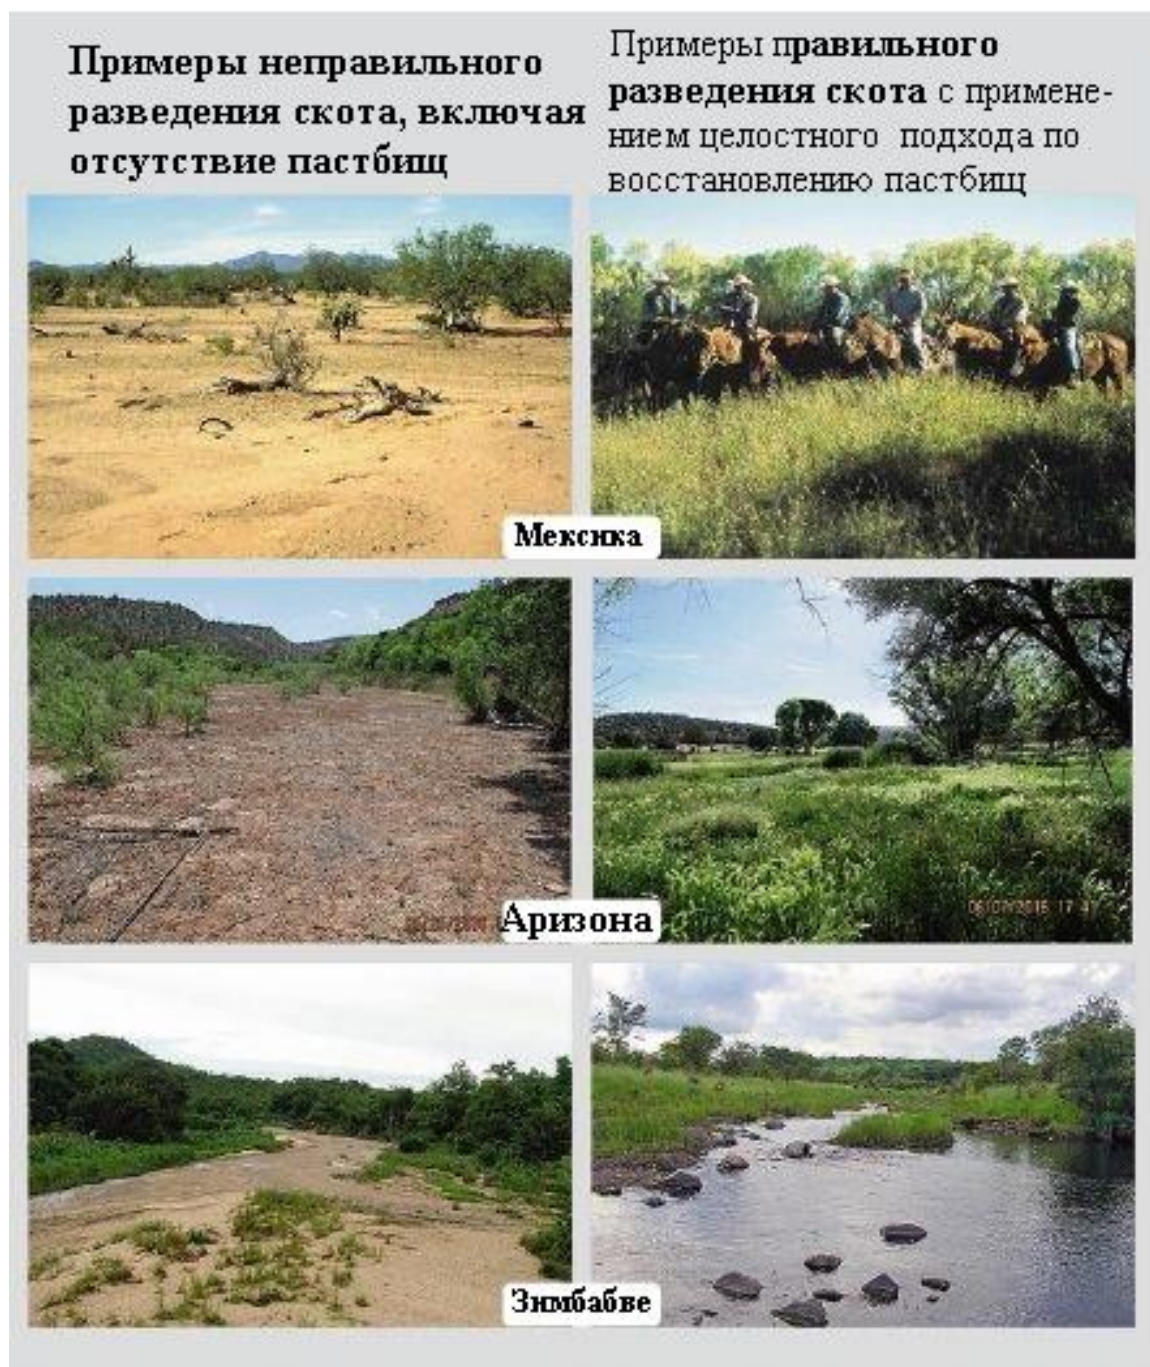 Примеры неправильного
разведения скота, включая
отсутствие пастбищ
Примеры правильного
разведения скота с примене-
нием целостного подхода по
восстановлению пастбищ
Мексика
Аризона
Зимбабве